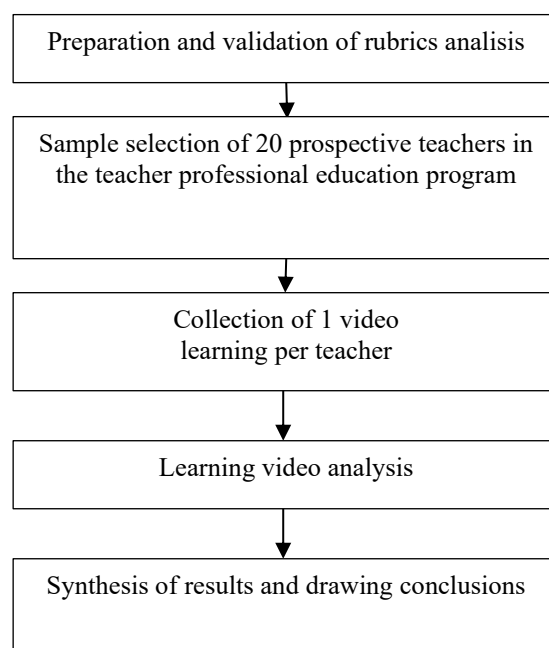 Preparation and validation of rubrics analisis
Sample selection of 20 prospective teachers in
the teacher professional education program
Collection of 1 video
learning per teacher
Learning video analysis
Synthesis of results and drawing conclusions